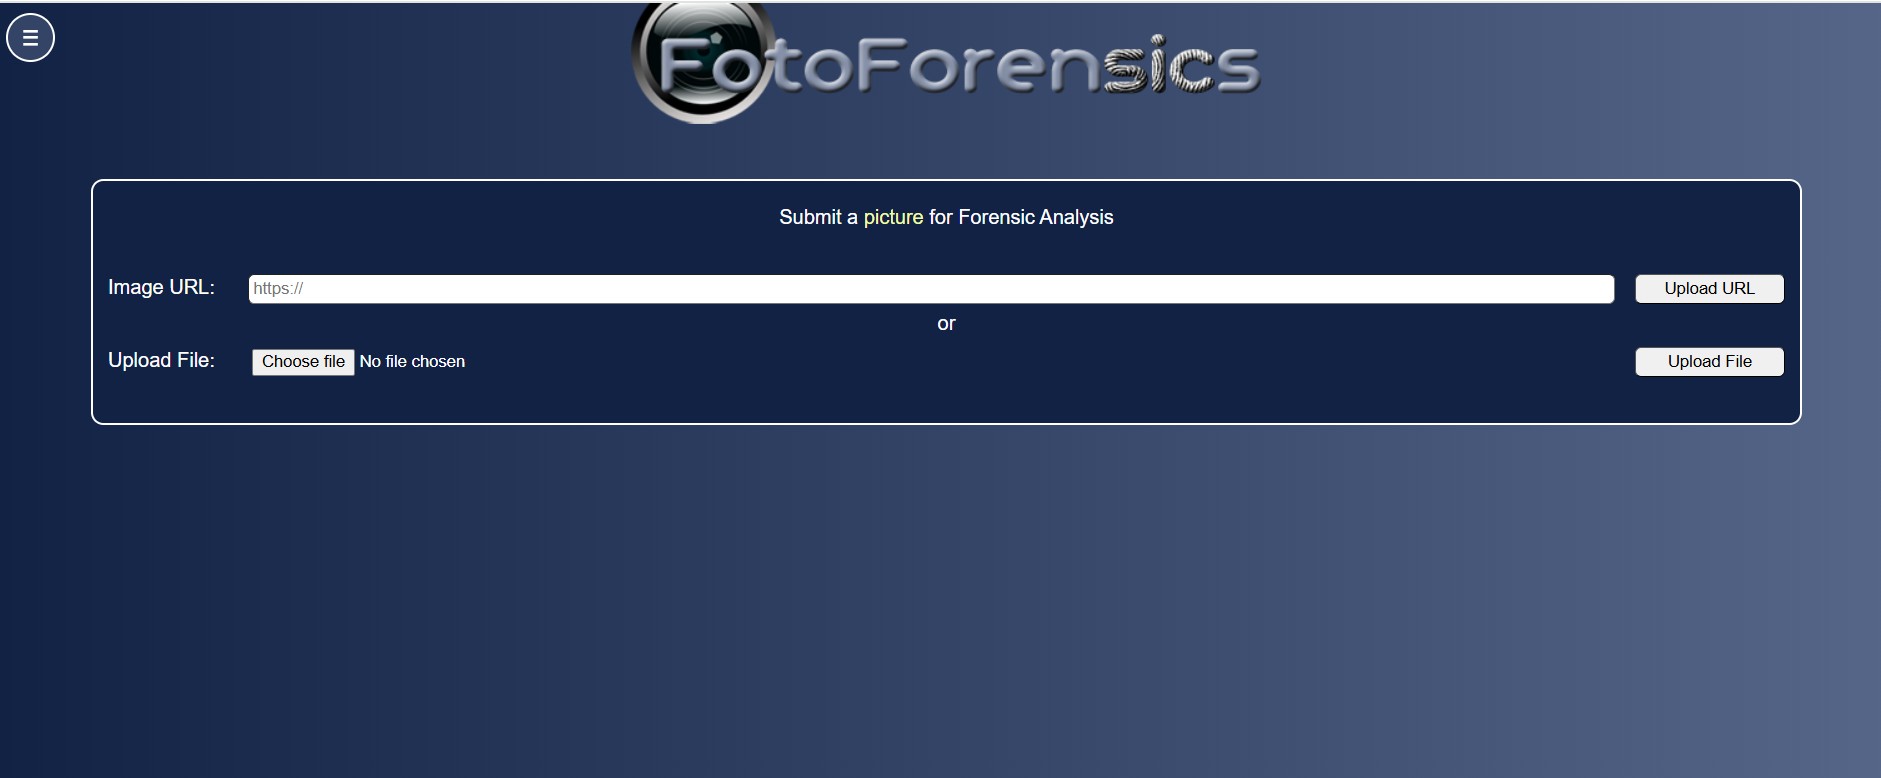 FotoForensics
Submit a picture for Forensic Analysis
Image URL: https:// Upload URL
or
Upload File: Choose file No file chosen Upload File